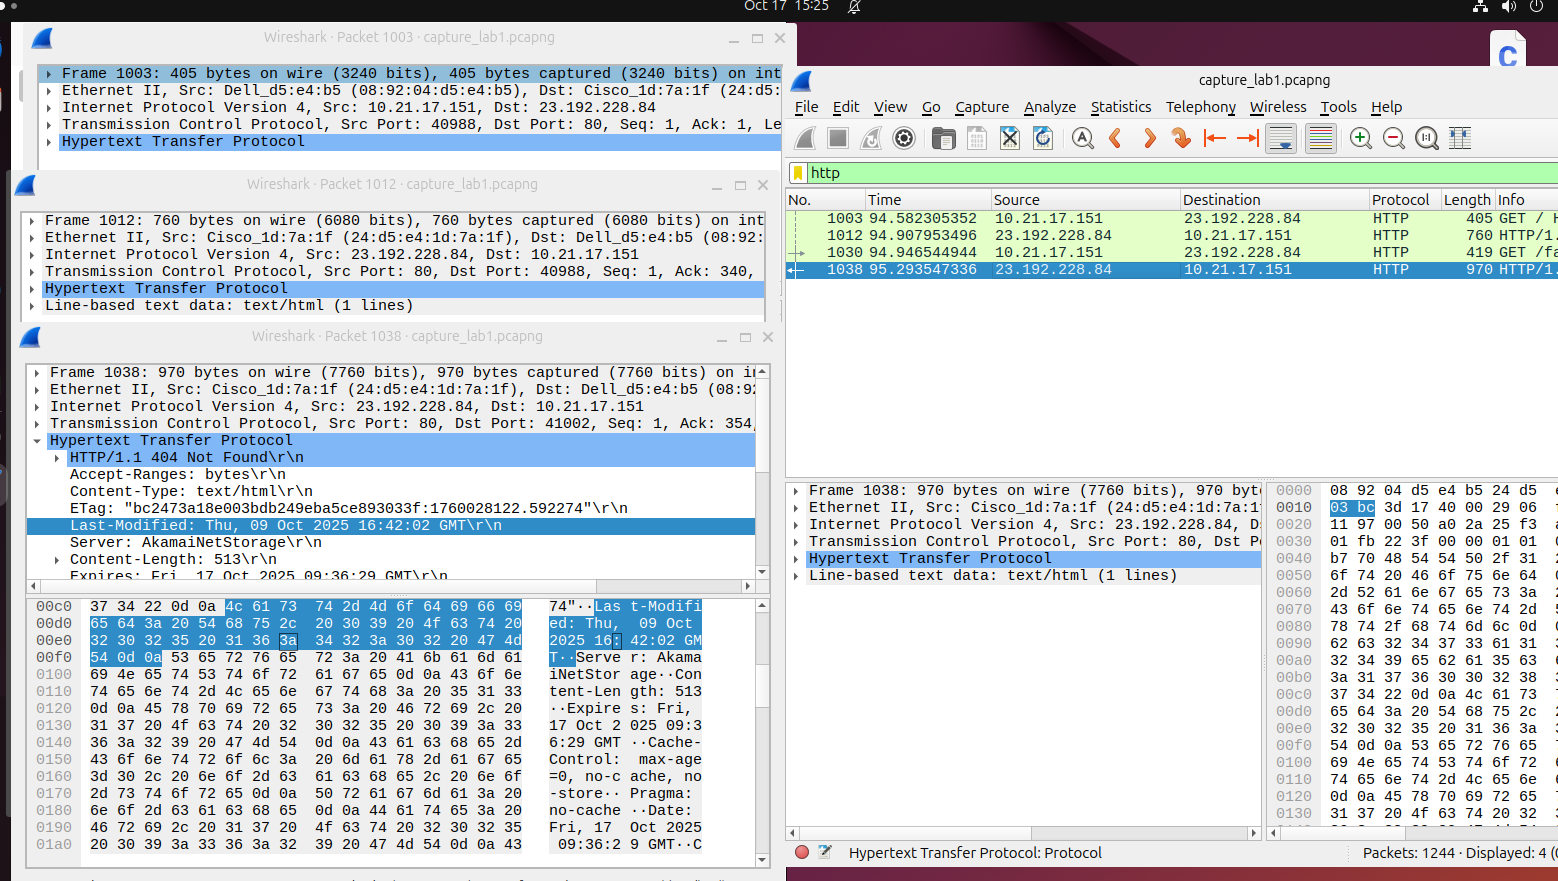 Oct 17  15:25
Wireshark · Packet 1003 · capture_lab1.pcapng
Frame 1003: 405 bytes on wire (3240 bits), 405 bytes captured (3240 bits) on int
Ethernet II, Src: Dell_d5:e4:b5 (08:92:04:d5:e4:b5), Dst: Cisco_1d:7a:1f (24:d5:
Internet Protocol Version 4, Src: 10.21.17.151, Dst: 23.192.228.84
Transmission Control Protocol, Src Port: 40988, Dst Port: 80, Seq: 1, Ack: 1, Le
Hypertext Transfer Protocol
Wireshark · Packet 1012 · capture_lab1.pcapng
Frame 1012: 760 bytes on wire (6080 bits), 760 bytes captured (6080 bits) on int
Ethernet II, Src: Cisco_1d:7a:1f (24:d5:e4:1d:7a:1f), Dst: Dell_d5:e4:b5 (08:92:
Internet Protocol Version 4, Src: 23.192.228.84, Dst: 10.21.17.151
Transmission Control Protocol, Src Port: 80, Dst Port: 40988, Seq: 1, Ack: 340,
Hypertext Transfer Protocol
Line-based text data: text/html (1 lines)
Wireshark · Packet 1038 · capture_lab1.pcapng
Frame 1038: 970 bytes on wire (7760 bits), 970 bytes captured (7760 bits) on in
Ethernet II, Src: Cisco_1d:7a:1f (24:d5:e4:1d:7a:1f), Dst: Dell_d5:e4:b5 (08:92
Internet Protocol Version 4, Src: 23.192.228.84, Dst: 10.21.17.151
Transmission Control Protocol, Src Port: 80, Dst Port: 41002, Seq: 1, Ack: 354,
Hypertext Transfer Protocol
HTTP/1.1 404 Not Found\r\n
Accept-Ranges: bytes\r\n
Content-Type: text/html\r\n
ETag: "bc2473a18e003bdb249eba5ce893033f:1760028122.592274"\r\n
Last-Modified: Thu, 09 Oct 2025 16:42:02 GMT\r\n
Server: AkamaiNetStorage\r\n
Content-Length: 513\r\n
Expires: Fri, 17 Oct 2025 09:36:29 GMT\r\n
00c0 37 34 22 0d 0a 4c 61 73 74 2d 4d 6f 64 69 66 69 74"··Las t-Modifi
00d0 65 64 3a 20 54 68 75 2c 20 30 39 20 4f 63 74 20 ed: Thu, 09 Oct
00e0 32 30 32 35 20 31 36 3a 34 32 3a 30 32 20 47 4d 2025 16: 42:02 GM
00f0 54 0d 0a 53 65 72 76 65 72 3a 20 41 6b 61 6d 61 T··Serve r: Akama
0100 69 4e 65 74 53 74 6f 72 61 67 65 0d 0a 43 6f 6e iNetStor age··Con
0110 74 65 6e 74 2d 4c 65 6e 67 74 68 3a 20 35 31 33 tent-Len gth: 513
0120 0d 0a 45 78 70 69 72 65 73 3a 20 46 72 69 2c 20 ··Expire s: Fri,
0130 31 37 20 4f 63 74 20 32 30 32 35 20 30 39 3a 33 17 Oct 2 025 09:3
0140 36 3a 32 39 20 47 4d 54 0d 0a 43 61 63 68 65 2d 6:29 GMT ··Cache-
0150 43 6f 6e 74 72 6f 6c 3a 20 6d 61 78 2d 61 67 65 Control: max-age
0160 3d 30 2c 20 6e 6f 2d 63 61 63 68 65 2c 20 6e 6f =0, no-c ache, no
0170 2d 73 74 6f 72 65 0d 0a 50 72 61 67 6d 61 3a 20 -store·· Pragma:
0180 6e 6f 2d 63 61 63 68 65 0d 0a 44 61 74 65 3a 20 no-cache ··Date:
0190 46 72 69 2c 20 31 37 20 4f 63 74 20 32 30 32 35 Fri, 17 Oct 2025
01a0 20 30 39 3a 33 36 3a 32 39 20 47 4d 54 0d 0a 43 09:36:2 9 GMT··C
C
capture_lab1.pcapng
File Edit View Go Capture Analyze Statistics Telephony Wireless Tools Help
http
No. Time Source Destination Protocol Length Info
1003 94.582305352 10.21.17.151 23.192.228.84 HTTP 405 GET / H
1012 94.907953496 23.192.228.84 10.21.17.151 HTTP 760 HTTP/1.
1030 94.946544944 10.21.17.151 23.192.228.84 HTTP 419 GET /fa
1038 95.293547336 23.192.228.84 10.21.17.151 HTTP 970 HTTP/1.
Frame 1038: 970 bytes on wire (7760 bits), 970 byt
Ethernet II, Src: Cisco_1d:7a:1f (24:d5:e4:1d:7a:1
Internet Protocol Version 4, Src: 23.192.228.84, D
Transmission Control Protocol, Src Port: 80, Dst P
Hypertext Transfer Protocol
Line-based text data: text/html (1 lines)
0000 08 92 04 d5 e4 b5 24 d5
0010 03 bc 3d 17 40 00 29 06
0020 11 97 00 50 a0 2a 25 f3
0030 01 fb 22 3f 00 00 01 01
0040 b7 70 48 54 54 50 2f 31
0050 6f 74 20 46 6f 75 6e 64
0060 2d 52 61 6e 67 65 73 3a
0070 43 6f 6e 74 65 6e 74 2d
0080 78 74 2f 68 74 6d 6c 0d
0090 62 63 32 34 37 33 61 31
00a0 32 34 39 65 62 61 35 63
00b0 3a 31 37 36 30 30 32 38
00c0 37 34 22 0d 0a 4c 61 73
00d0 65 64 3a 20 54 68 75 2c
00e0 32 30 32 35 20 31 36 3a
00f0 54 0d 0a 53 65 72 76 65
0100 69 4e 65 74 53 74 6f 72
0110 74 65 6e 74 2d 4c 65 6e
0120 0d 0a 45 78 70 69 72 65
0130 31 37 20 4f 63 74 20 32
Hypertext Transfer Protocol: Protocol
Packets: 1244 · Displayed: 4 (0